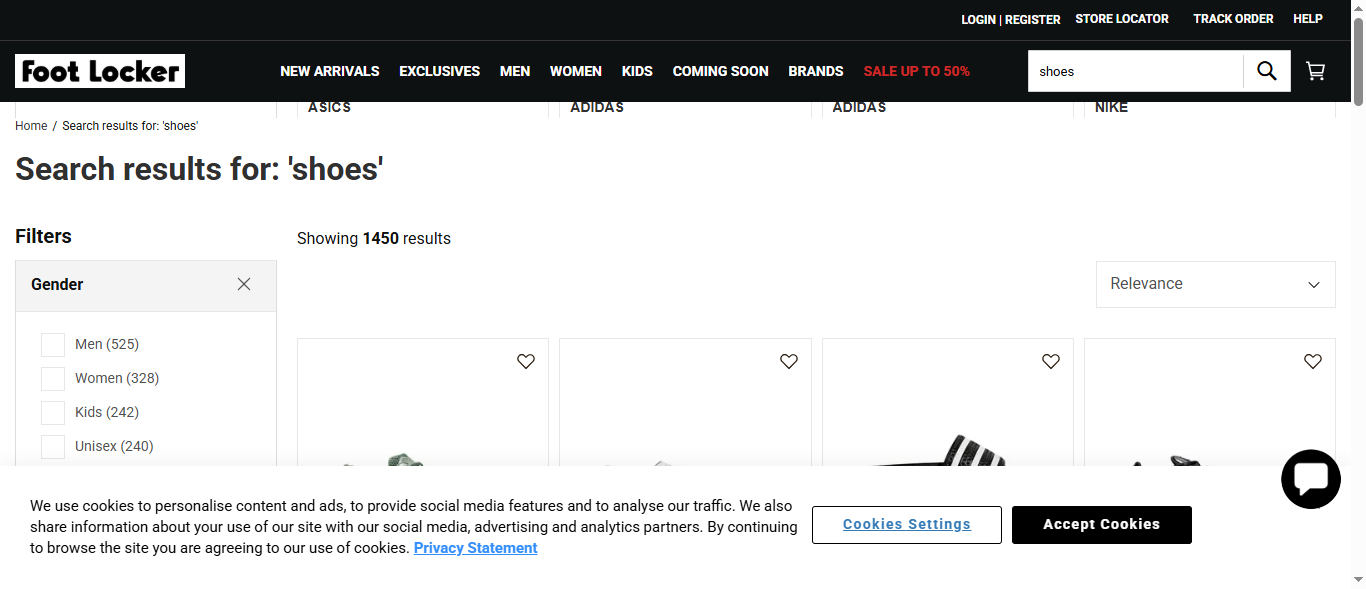 LOGIN | REGISTER STORE LOCATOR TRACK ORDER HELP
Foot Locker NEW ARRIVALS EXCLUSIVES MEN WOMEN KIDS COMING SOON BRANDS SALE UP TO 50% shoes
ASICS ADIDAS ADIDAS NIKE
Home / Search results for: 'shoes'
Search results for: 'shoes'
Filters
Showing 1450 results
Gender
Relevance
Men (525)
Women (328)
Kids (242)
Unisex (240)
We use cookies to personalise content and ads, to provide social media features and to analyse our traffic. We also
share information about your use of our site with our social media, advertising and analytics partners. By continuing
to browse the site you are agreeing to our use of cookies. Privacy Statement
Cookies Settings
Accept Cookies